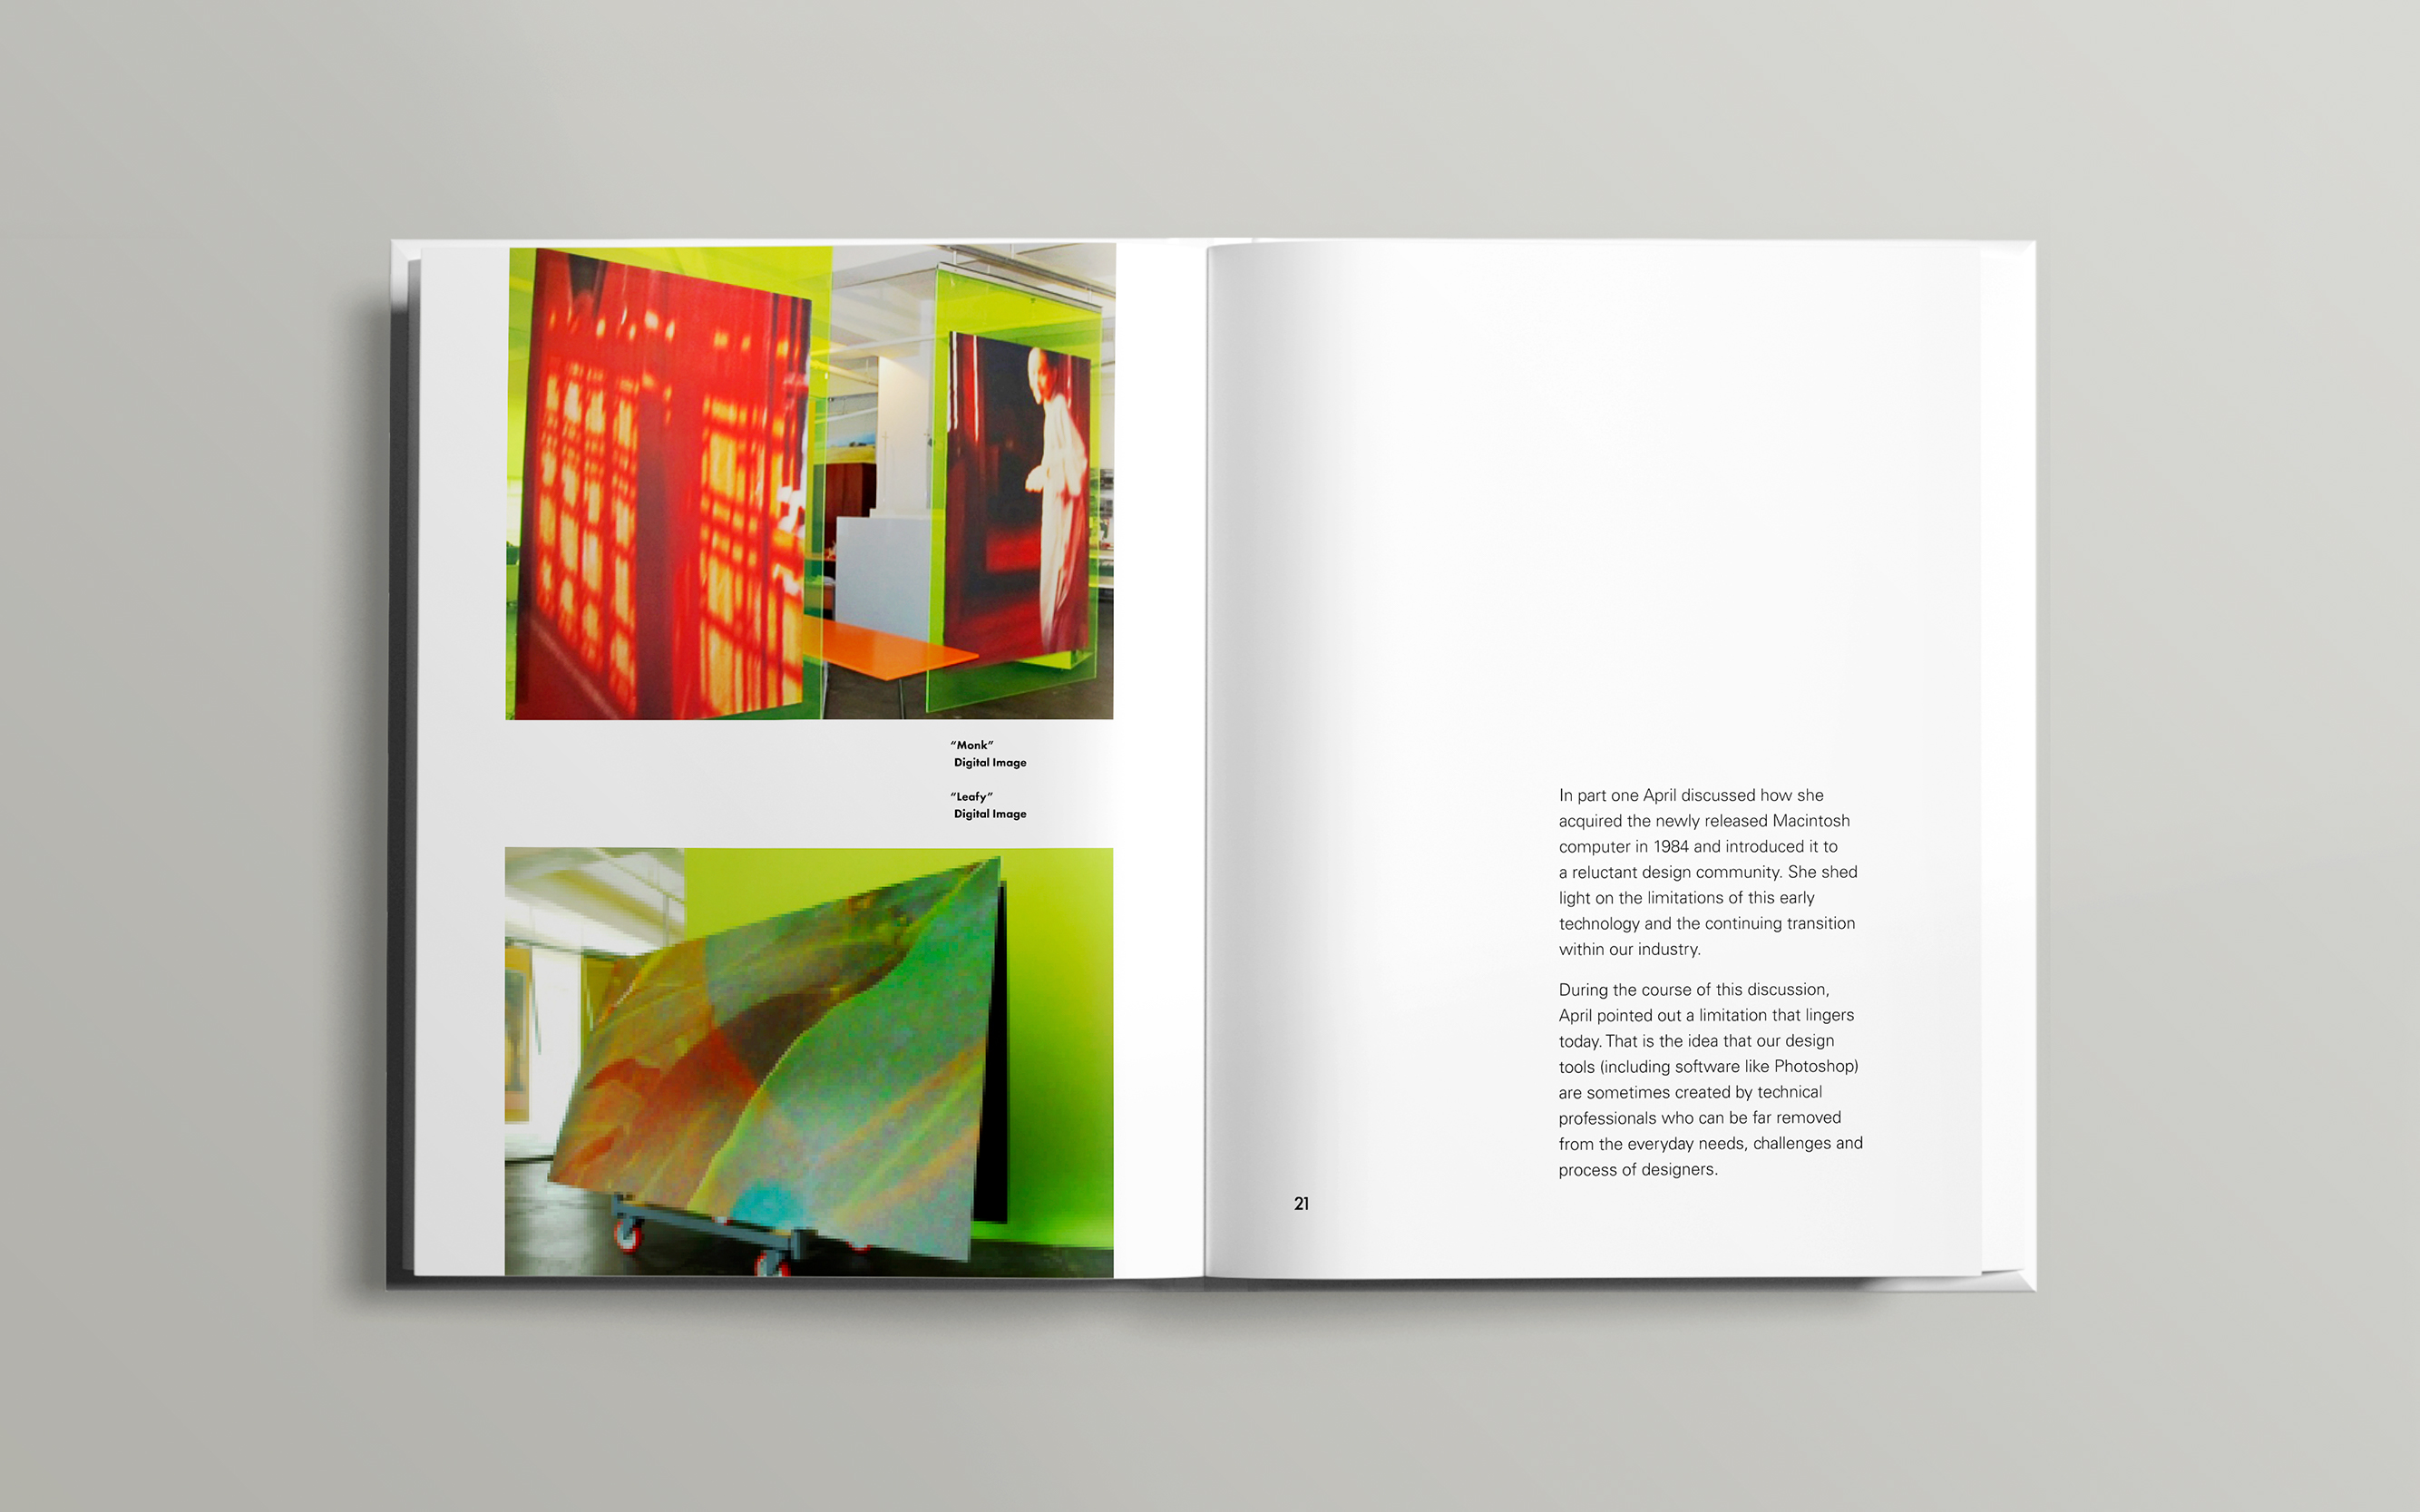 “Monk”
Digital Image
“Leafy”
Digital Image
In part one April discussed how she
acquired the newly released Macintosh
computer in 1984 and introduced it to
a reluctant design community. She shed
light on the limitations of this early
technology and the continuing transition
within our industry.
During the course of this discussion,
April pointed out a limitation that lingers
today. That is the idea that our design
tools (including software like Photoshop)
are sometimes created by technical
professionals who can be far removed
from the everyday needs, challenges and
process of designers.
21